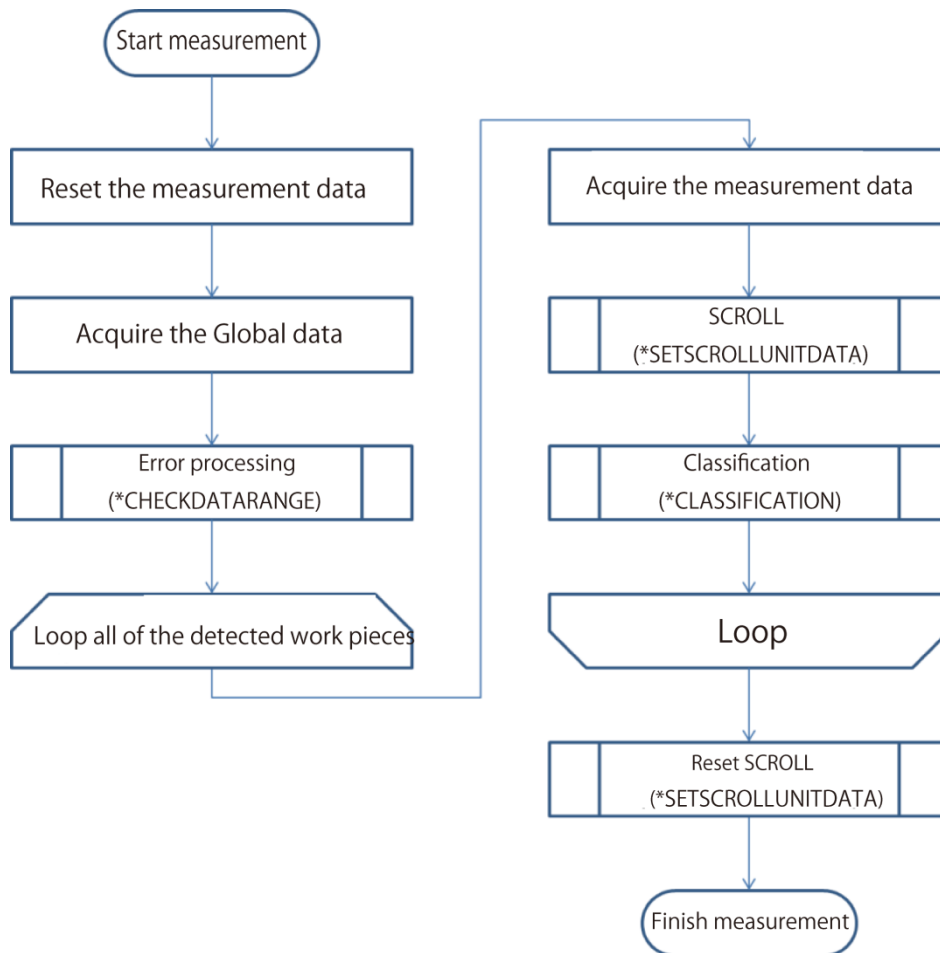 Start measurement
Reset the measurement data
Acquire the Global data
Error processing
(*CHECKDATARANGE)
Loop all of the detected work pieces
Acquire the measurement data
SCROLL
(*SETSCROLLUNITDATA)
Classification
(*CLASSIFICATION)
Loop
Reset SCROLL
(*SETSCROLLUNITDATA)
Finish measurement